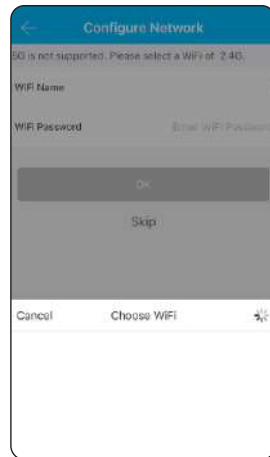 Configure Network
5G is not supported. Please select a WiFi of 2.4G.
WiFi Name
WiFi Password Enter WiFi Password
OK
Skip
Cancel Choose WiFi